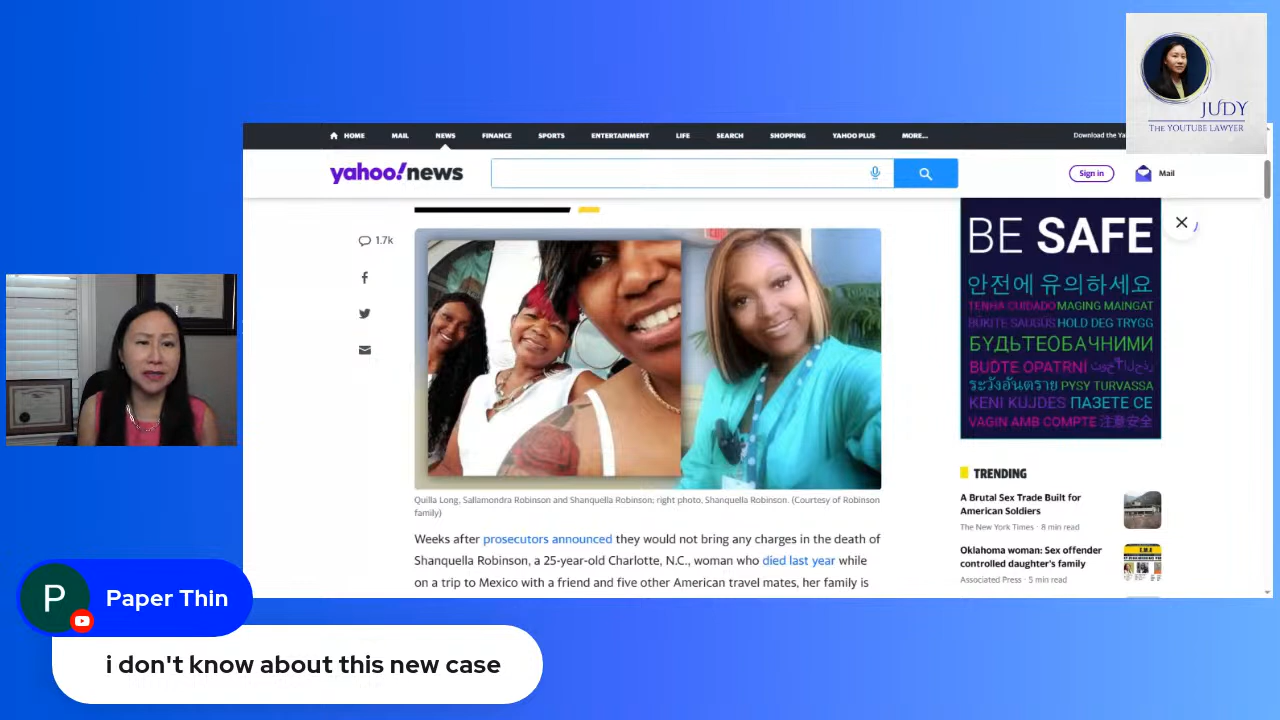 JUDY
THE YOUTUBE LAWYER
HOME MAIL NEWS FINANCE SPORTS ENTERTAINMENT LIFE SEARCH SHOPPING YAHOO PLUS MORE... Download the Ya
yahoo!news
Sign in
Mail
1.7k
BE SAFE
안전에 유의하세요
TENHA CUIDADO MAGING MAINGAT
BŪKITE SAUGŪS HOLD DEG TRYGG
БУДЬТЕ ОБАЧНИМИ
BUĎTE OPATRNÍ
ระวังอันตราย PYSY TURVASSA
KENI KUJDES ПАЗЕТЕ СЕ
VAGIN AMB COMPTE 注意安全
Quilla Long, Sallamondra Robinson and Shanquella Robinson; right photo, Shanquella Robinson. (Courtesy of Robinson
family)
Weeks after prosecutors announced they would not bring any charges in the death of
Shanquella Robinson, a 25-year-old Charlotte, N.C., woman who died last year while
on a trip to Mexico with a friend and five other American travel mates, her family is
TRENDING
A Brutal Sex Trade Built for
American Soldiers
The New York Times · 8 min read
Oklahoma woman: Sex offender
controlled daughter's family
Associated Press · 5 min read
P
Paper Thin
i don't know about this new case